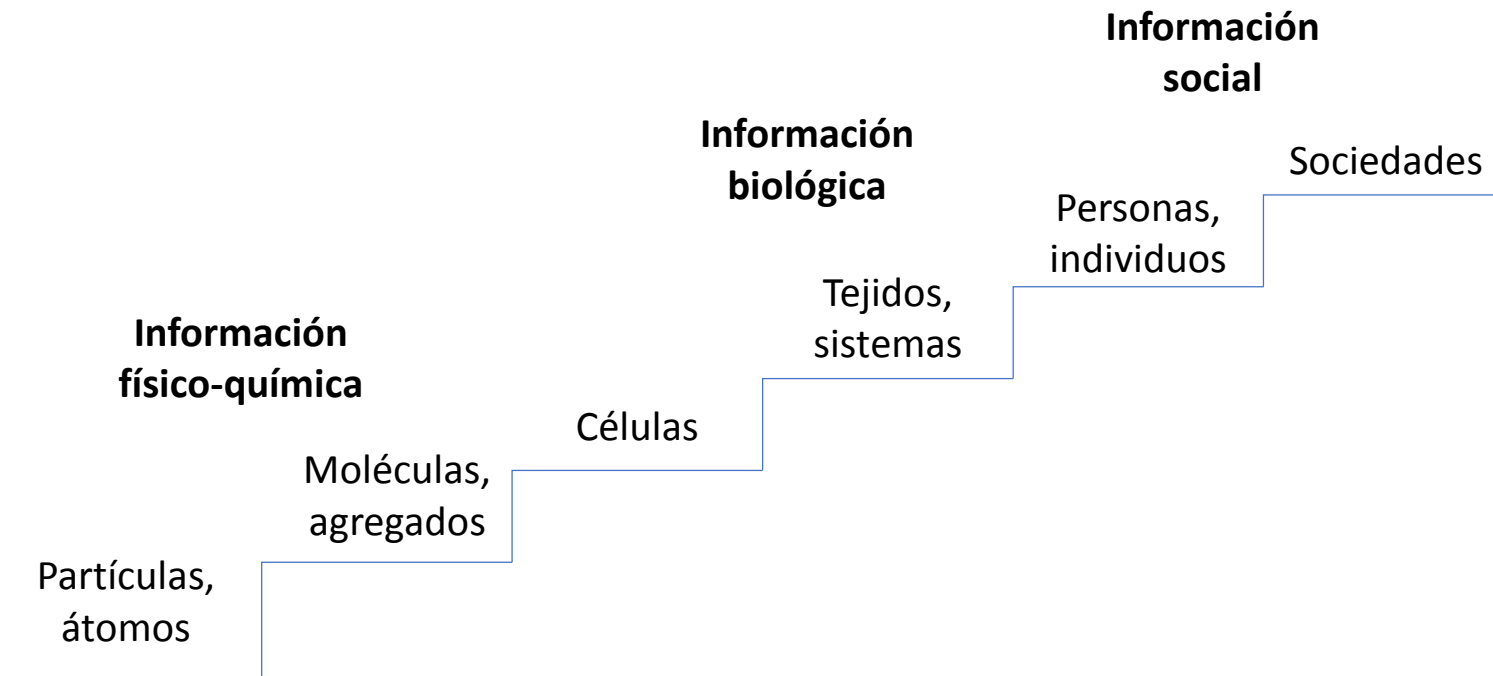 Información
social
Información
biológica
Sociedades
Personas,
individuos
Tejidos,
sistemas
Información
físico-química
Células
Moléculas,
agregados
Partículas,
átomos